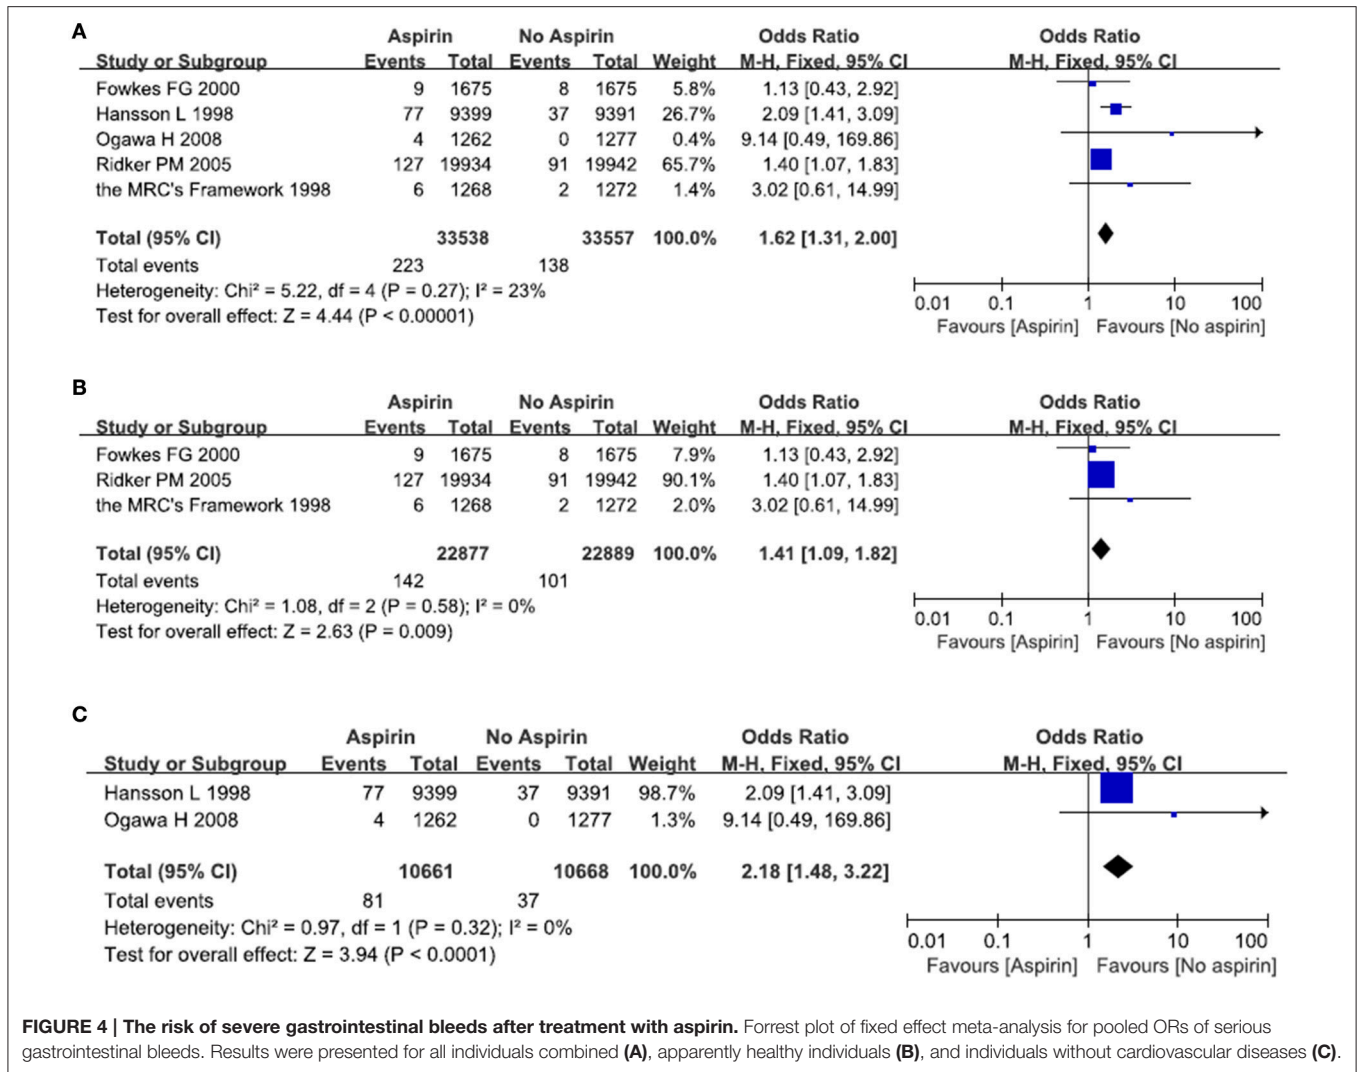 A
Aspirin No Aspirin Odds Ratio Odds Ratio
Study or Subgroup Events Total Events Total Weight M-H, Fixed, 95% CI M-H, Fixed, 95% CI
Fowkes FG 2000 9 1675 8 1675 5.8% 1.13 [0.43, 2.92]
Hansson L 1998 77 9399 37 9391 26.7% 2.09 [1.41, 3.09]
Ogawa H 2008 4 1262 0 1277 0.4% 9.14 [0.49, 169.86]
Ridker PM 2005 127 19934 91 19942 65.7% 1.40 [1.07, 1.83]
the MRC's Framework 1998 6 1268 2 1272 1.4% 3.02 [0.61, 14.99]
Total (95% CI) 33538 33557 100.0% 1.62 [1.31, 2.00]
Total events 223 138
Heterogeneity: Chi² = 5.22, df = 4 (P = 0.27); I² = 23%
Test for overall effect: Z = 4.44 (P < 0.00001)
0.01 0.1 1 10 100
Favours [Aspirin] Favours [No aspirin]
B
Aspirin No Aspirin Odds Ratio Odds Ratio
Study or Subgroup Events Total Events Total Weight M-H, Fixed, 95% CI M-H, Fixed, 95% CI
Fowkes FG 2000 9 1675 8 1675 7.9% 1.13 [0.43, 2.92]
Ridker PM 2005 127 19934 91 19942 90.1% 1.40 [1.07, 1.83]
the MRC's Framework 1998 6 1268 2 1272 2.0% 3.02 [0.61, 14.99]
Total (95% CI) 22877 22889 100.0% 1.41 [1.09, 1.82]
Total events 142 101
Heterogeneity: Chi² = 1.08, df = 2 (P = 0.58); I² = 0%
Test for overall effect: Z = 2.63 (P = 0.009)
0.01 0.1 1 10 100
Favours [Aspirin] Favours [No aspirin]
C
Aspirin No Aspirin Odds Ratio Odds Ratio
Study or Subgroup Events Total Events Total Weight M-H, Fixed, 95% CI M-H, Fixed, 95% CI
Hansson L 1998 77 9399 37 9391 98.7% 2.09 [1.41, 3.09]
Ogawa H 2008 4 1262 0 1277 1.3% 9.14 [0.49, 169.86]
Total (95% CI) 10661 10668 100.0% 2.18 [1.48, 3.22]
Total events 81 37
Heterogeneity: Chi² = 0.97, df = 1 (P = 0.32); I² = 0%
Test for overall effect: Z = 3.94 (P < 0.0001)
0.01 0.1 1 10 100
Favours [Aspirin] Favours [No aspirin]
FIGURE 4 | The risk of severe gastrointestinal bleeds after treatment with aspirin. Forrest plot of fixed effect meta-analysis for pooled ORs of serious
gastrointestinal bleeds. Results were presented for all individuals combined (A), apparently healthy individuals (B), and individuals without cardiovascular diseases (C).